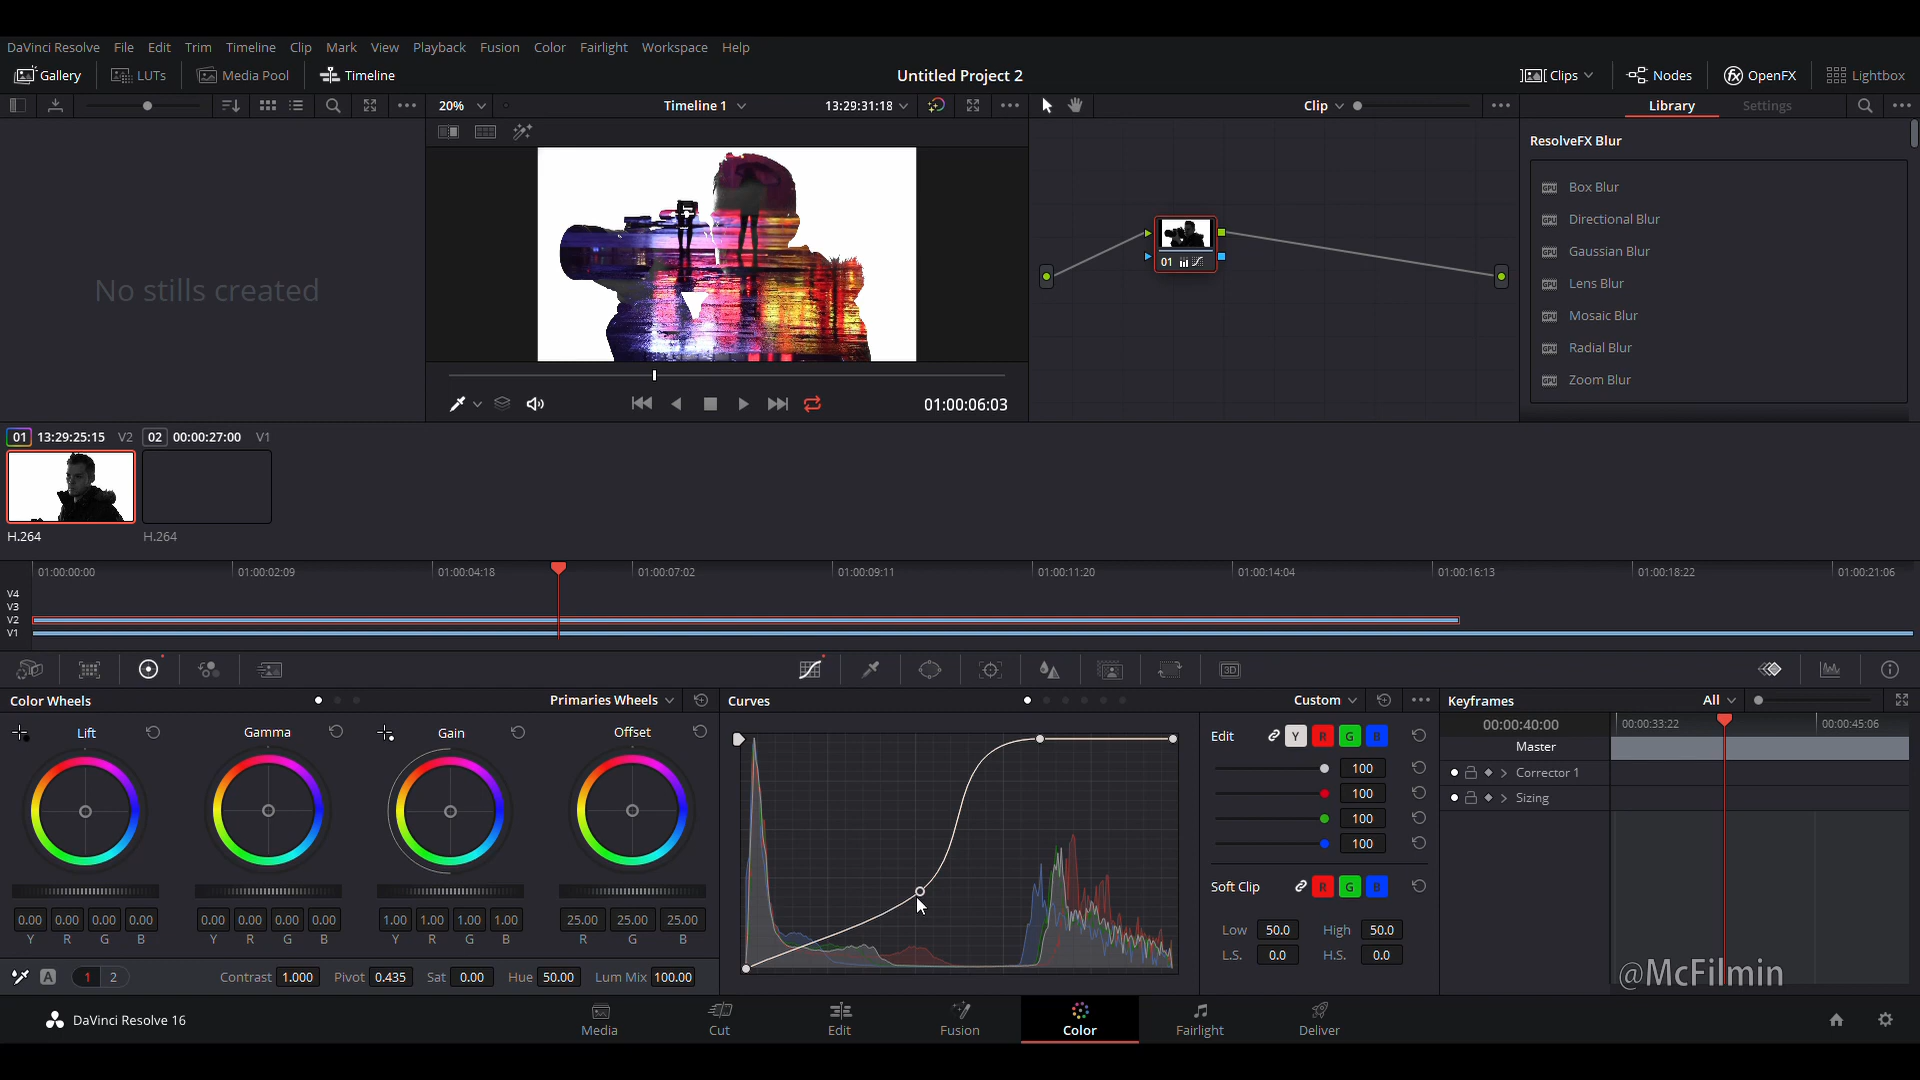 DaVinci Resolve File Edit Trim Timeline Clip Mark View Playback Fusion Color Fairlight Workspace Help
Gallery LUTs Media Pool Timeline Untitled Project 2 Clips Nodes OpenFX Lightbox
20% Timeline 1 13:29:31:18 Clip Library Settings
ResolveFX Blur
Box Blur
Directional Blur
Gaussian Blur
Lens Blur
Mosaic Blur
Radial Blur
Zoom Blur
01
No stills created
01:00:06:03
01 13:29:25:15 V2 02 00:00:27:00 V1
H.264 H.264
01:00:00:00 01:00:02:09 01:00:04:18 01:00:07:02 01:00:09:11 01:00:11:20 01:00:14:04 01:00:16:13 01:00:18:22 01:00:21:06
V4
V3
V2
V1
3D
Color Wheels Primaries Wheels Curves Custom Keyframes All
Lift Gamma Gain Offset
0.00 0.00 0.00 0.00 0.00 0.00 0.00 0.00 1.00 1.00 1.00 1.00 25.00 25.00 25.00
Y R G B Y R G B Y R G B R G B
A 1 2 Contrast 1.000 Pivot 0.435 Sat 0.00 Hue 50.00 Lum Mix 100.00
Edit Y R G B
100
100
100
100
Soft Clip R G B
Low 50.0 High 50.0
L.S. 0.0 H.S. 0.0
00:00:40:00 00:00:33:22 00:00:45:06
Master
Corrector 1
Sizing
@McFilmin
DaVinci Resolve 16 Media Cut Edit Fusion Color Fairlight Deliver